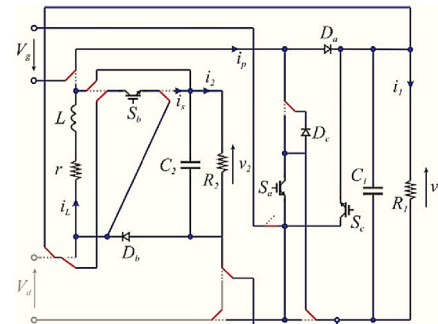 V_g
D_a
i_p
i_1
i_s
i_2
L
S_b
D_c
r
C_2
R_2
v_2
S_a
C_1
R_1
v
S_c
i_L
D_b
V_d